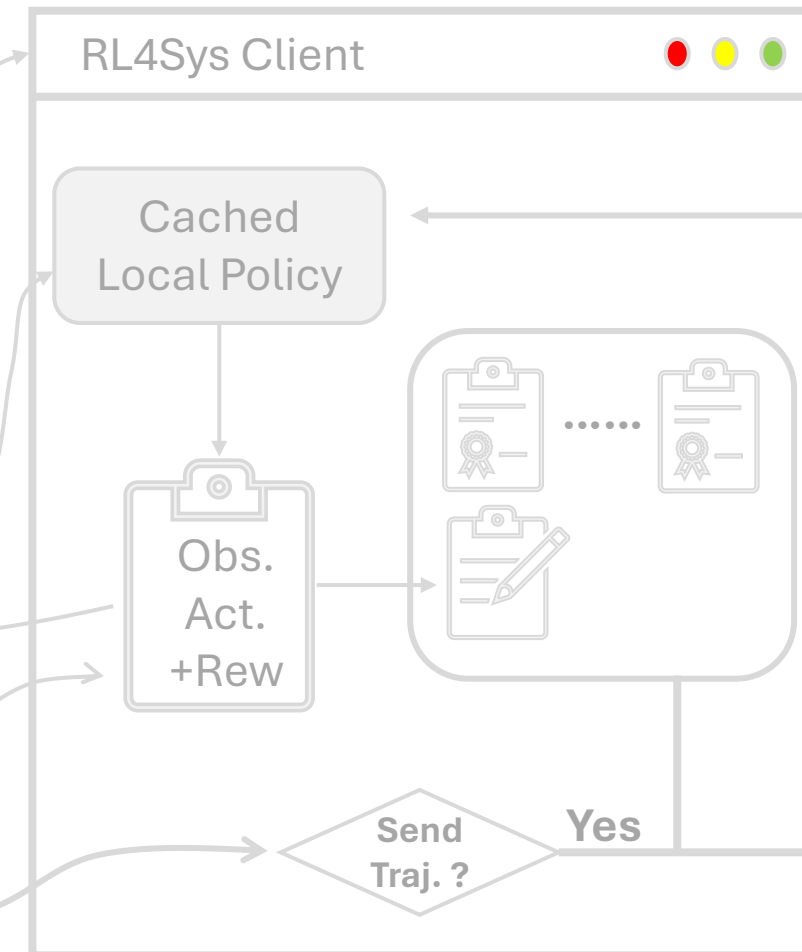 RL4Sys Client
Cached
Local Policy
......
Obs.
Act.
+Rew
Send
Traj. ?
Yes